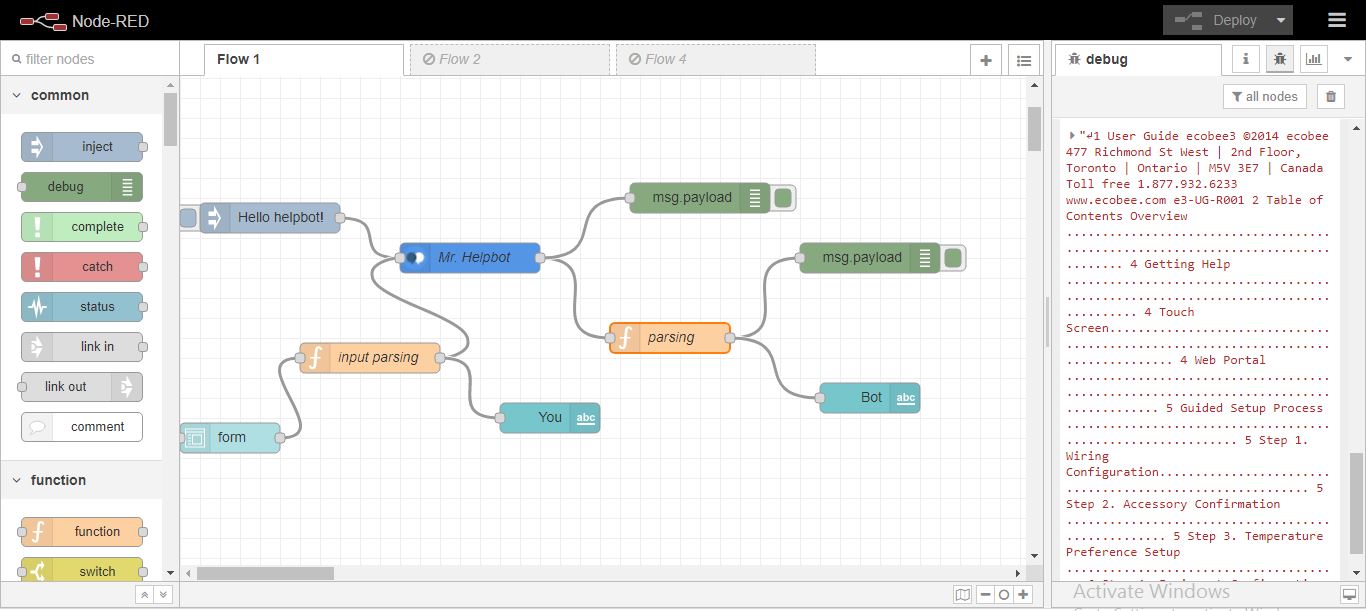 Node-RED
Deploy
filter nodes
Flow 1
Flow 2
Flow 4
debug
i
all nodes
common
inject
debug
complete
catch
status
link in
link out
comment
function
function
switch
Hello helpbot!
Mr. Helpbot
msg.payload
msg.payload
input parsing
parsing
form
You abc
Bot abc
"↲1 User Guide ecobee3 ©2014 ecobee
477 Richmond St West | 2nd Floor,
Toronto | Ontario | M5V 3E7 | Canada
Toll free 1.877.932.6233
www.ecobee.com e3-UG-R001 2 Table of
Contents Overview
......................................
......................................
........ 4 Getting Help
......................................
......................................
.......... 4 Touch
Screen................................
......................................
............... 4 Web Portal
......................................
......................................
............. 5 Guided Setup Process
......................................
........................ 5 Step 1.
Wiring
Configuration.........................
.................................. 5
Step 2. Accessory Confirmation
......................................
.............. 5 Step 3. Temperature
Preference Setup
......................................
Activate Windows